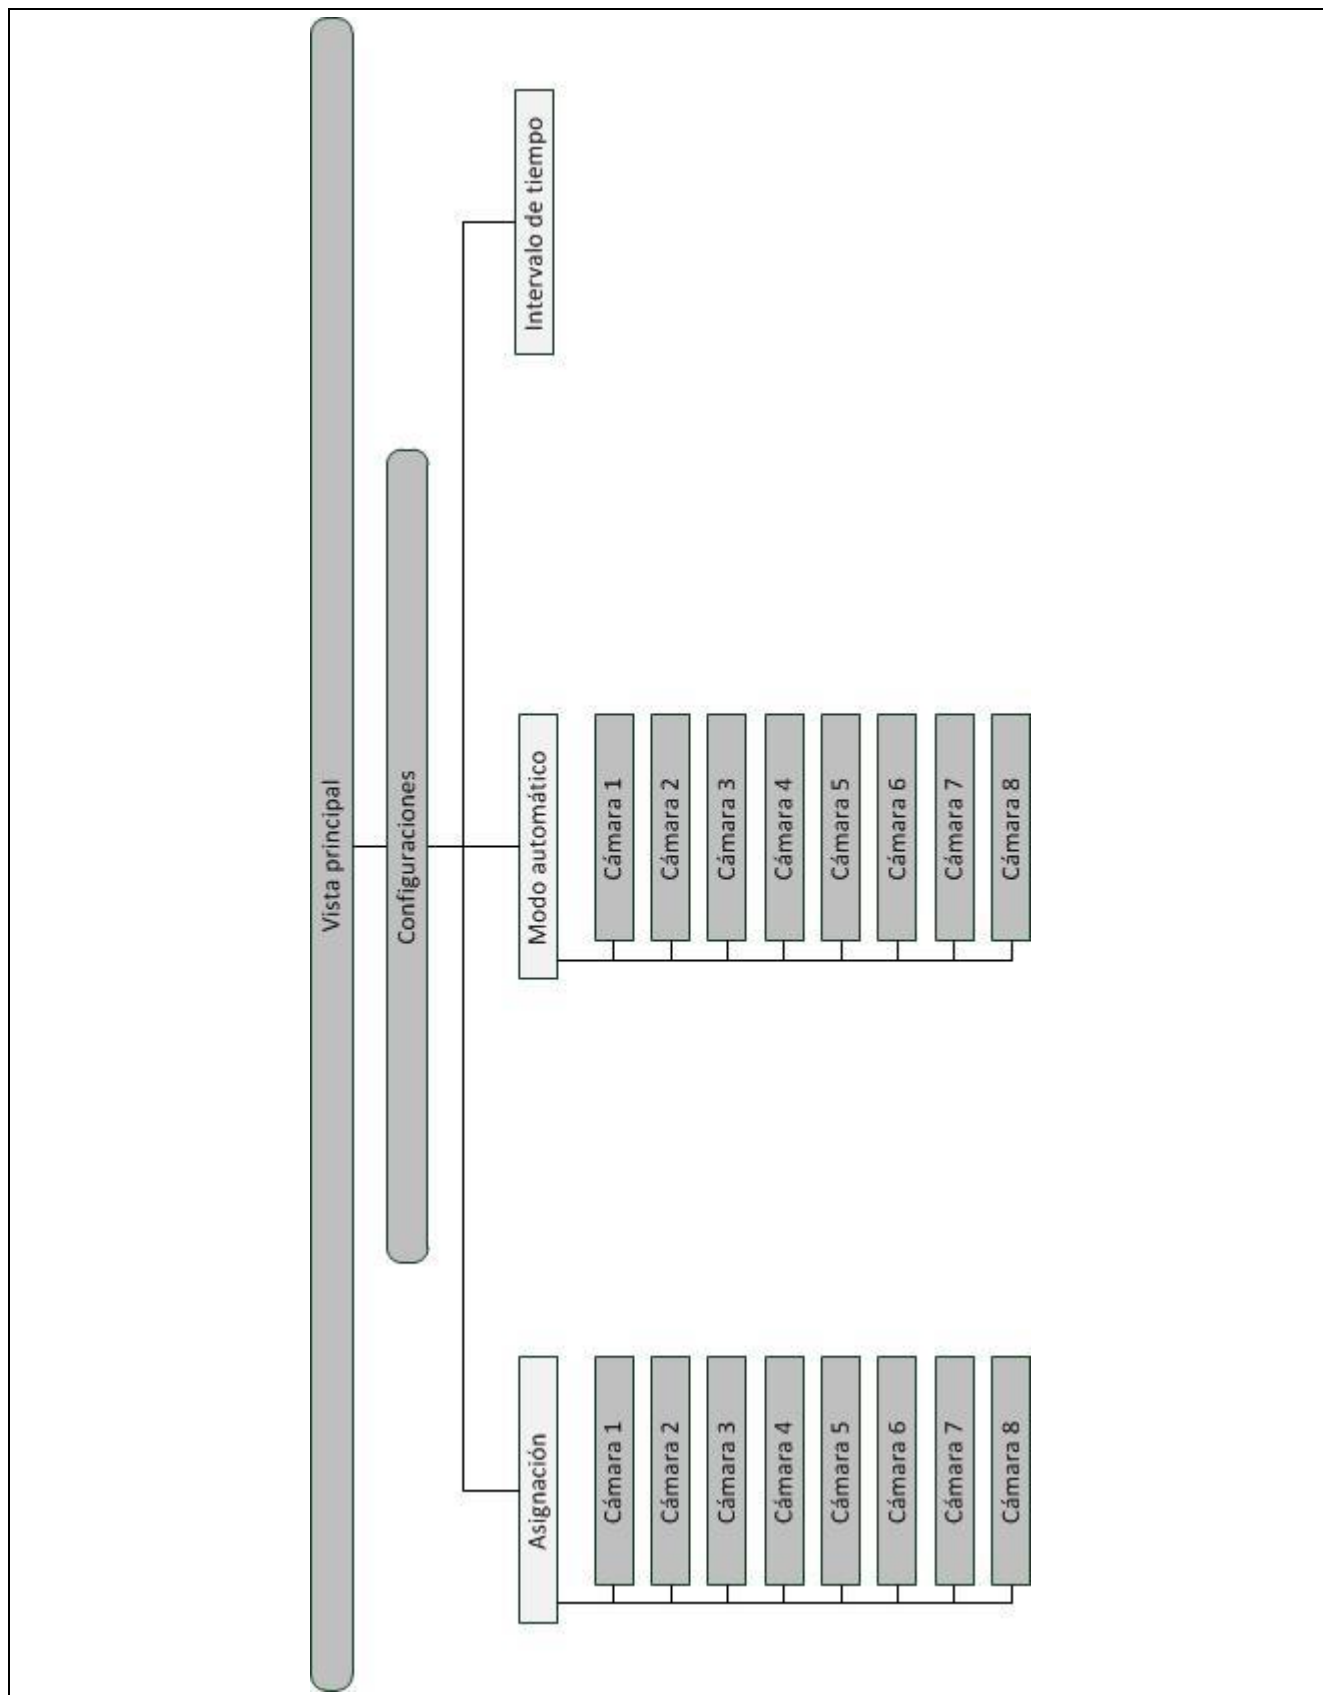 Vista principal
Configuraciones
Asignación
Cámara 1
Cámara 2
Cámara 3
Cámara 4
Cámara 5
Cámara 6
Cámara 7
Cámara 8
Modo automático
Cámara 1
Cámara 2
Cámara 3
Cámara 4
Cámara 5
Cámara 6
Cámara 7
Cámara 8
Intervalo de tiempo